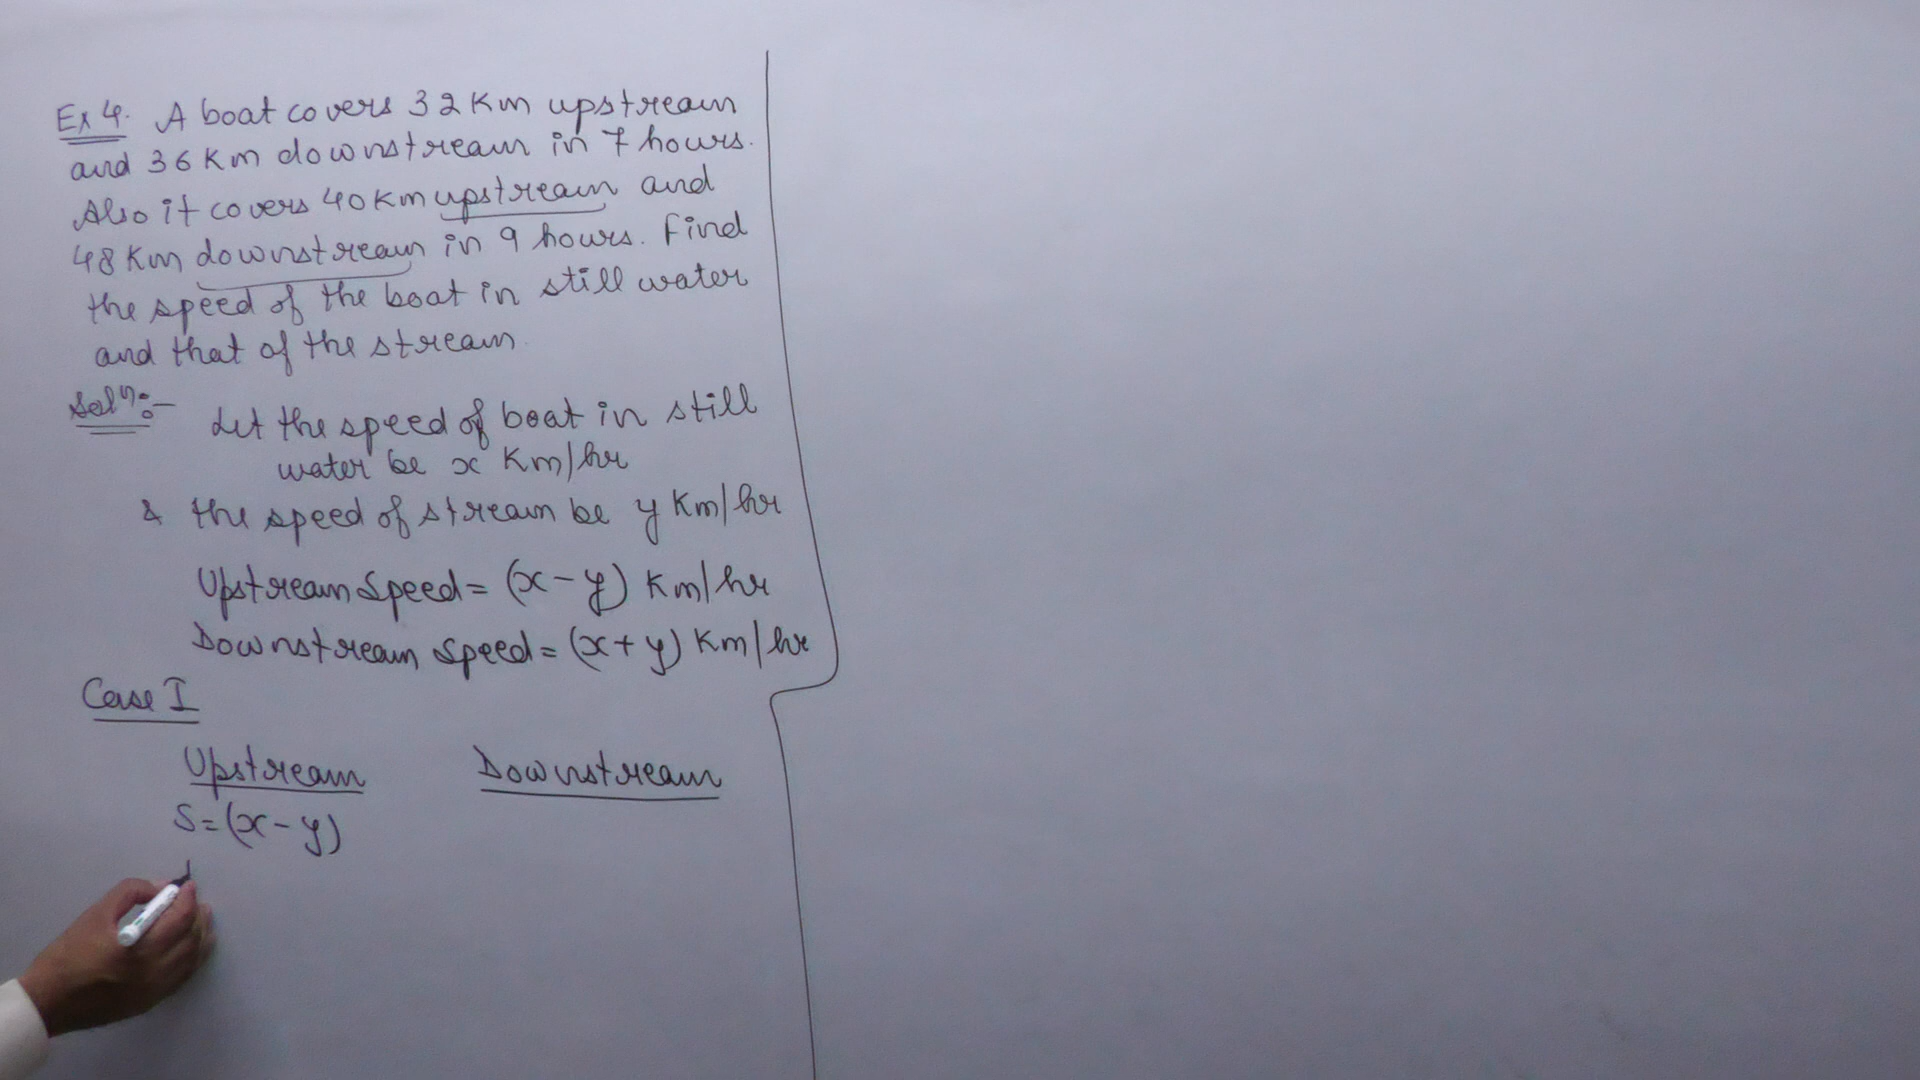 Ex 4. A boat covers 32 Km upstream
and 36 Km downstream in 7 hours.
Also it covers 40 Km upstream and
48 Km downstream in 9 hours. Find
the speed of the boat in still water
and that of the stream.
Solⁿ:-
Let the speed of boat in still
water be x Km/hr
& the speed of stream be y Km/hr
Upstream Speed = (x - y) Km/hr
Downstream Speed = (x + y) Km/hr
Case I
Upstream Downstream
S = (x - y)